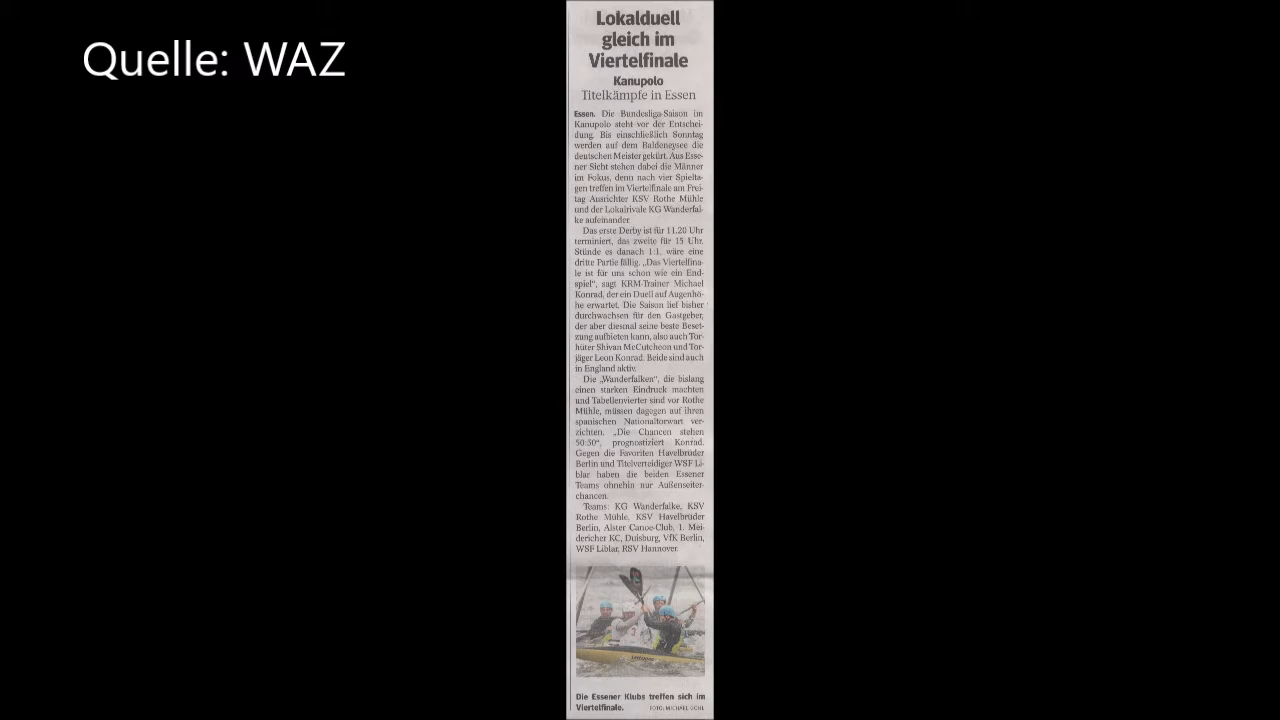 Quelle: WAZ
Lokalduell
gleich im
Viertelfinale
Kanupolo
Titelkämpfe in Essen
Essen. Die Bundesliga-Saison im
Kanupolo steht vor der Entschei-
dung. Bis einschließlich Sonntag
werden auf dem Baldeneysee die
deutschen Meister gekürt. Aus Esse-
ner Sicht stehen dabei die Männer
im Fokus, denn nach vier Spielta-
gen treffen im Viertelfinale am Frei-
tag Ausrichter KSV Rothe Mühle
und der Lokalrivale KG Wanderfal-
ke aufeinander.
Das erste Derby ist für 11.20 Uhr
terminiert, das zweite für 15 Uhr.
Stünde es danach 1:1, wäre eine
dritte Partie fällig. „Das Viertelfina-
le ist für uns schon wie ein End-
spiel“, sagt KRM-Trainer Michael
Konrad, der ein Duell auf Augenhö-
he erwartet. Die Saison lief bisher
durchwachsen für den Gastgeber,
der aber diesmal seine beste Beset-
zung aufbieten kann, also auch Tor-
hüter Shivan McCutcheon und Tor-
jäger Leon Konrad. Beide sind auch
in England aktiv.
Die „Wanderfalken“, die bislang
einen starken Eindruck machten
und Tabellenvierter sind vor Rothe
Mühle, müssen dagegen auf ihren
spanischen Nationalforwart ver-
zichten. „Die Chancen stehen
50:50“, prognostiziert Konrad.
Gegen die Favoriten Havelbrüder
Berlin und Titelverteidiger WSF Li-
blar haben die beiden Essener
Teams ohnehin nur Außenseiter-
chancen.
Teams: KG Wanderfalke, KSV
Rothe Mühle, KSV Havelbrüder
Berlin, Alster Canoe-Club, 1. Mei-
dericher KC, Duisburg, VfK Berlin,
WSF Liblar, RSV Hannover.
Die Essener Klubs treffen sich im
Viertelfinale. FOTO: MICHAEL GOHL